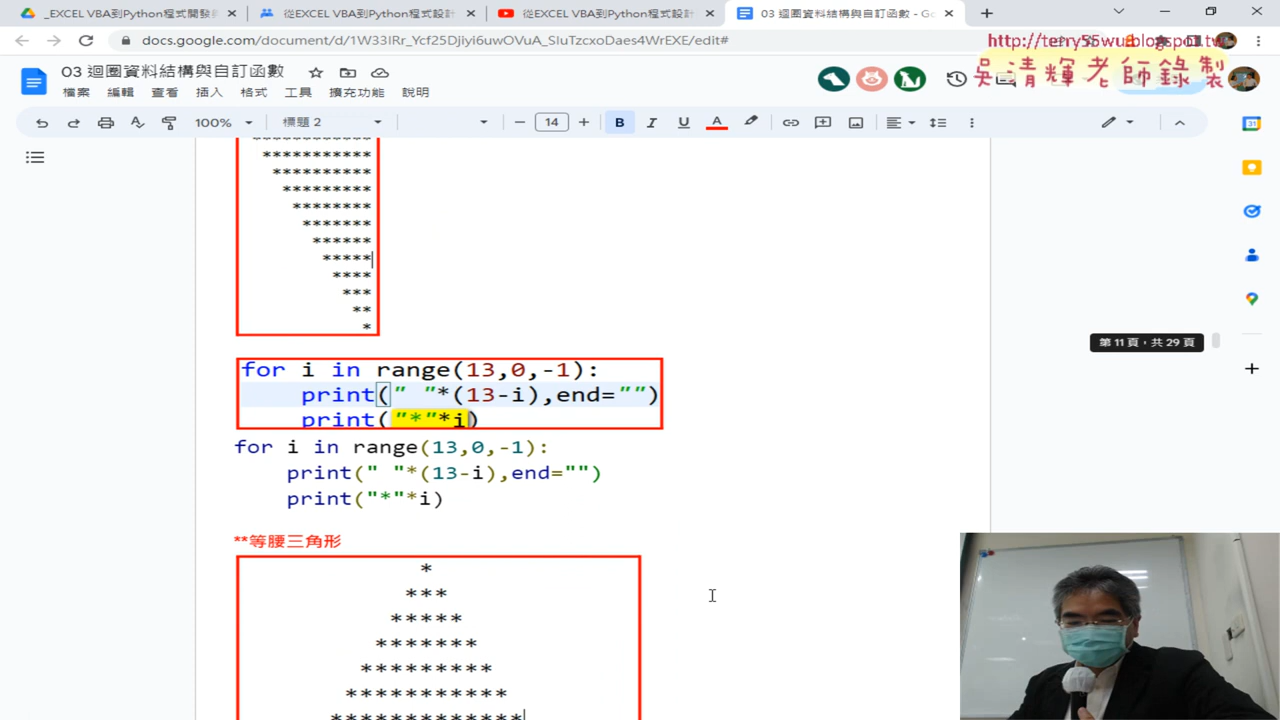 _EXCEL VBA到Python程式開發
從EXCEL VBA到Python程式設計
從EXCEL VBA到Python程式設計
03 迴圈資料結構與自訂函數 - Go
docs.google.com/document/d/1W33IRr_Ycf25Djiyi6uwOVuA_SIuTzcxoDaes4WrEXE/edit#
http://terry55wu.blogspot.tw
吳清輝老師錄製
03 迴圈資料結構與自訂函數
檔案 編輯 查看 插入 格式 工具 擴充功能 說明
100% 標題 2 14 B I U A
***********
**********
*********
********
*******
******
*****
****
***
**
*
第 11 頁，共 29 頁
for i in range(13,0,-1):
print(" "*(13-i),end="")
print("*"*i)
for i in range(13,0,-1):
print(" "*(13-i),end="")
print("*"*i)
**等腰三角形
*
***
*****
*******
*********
***********
*************